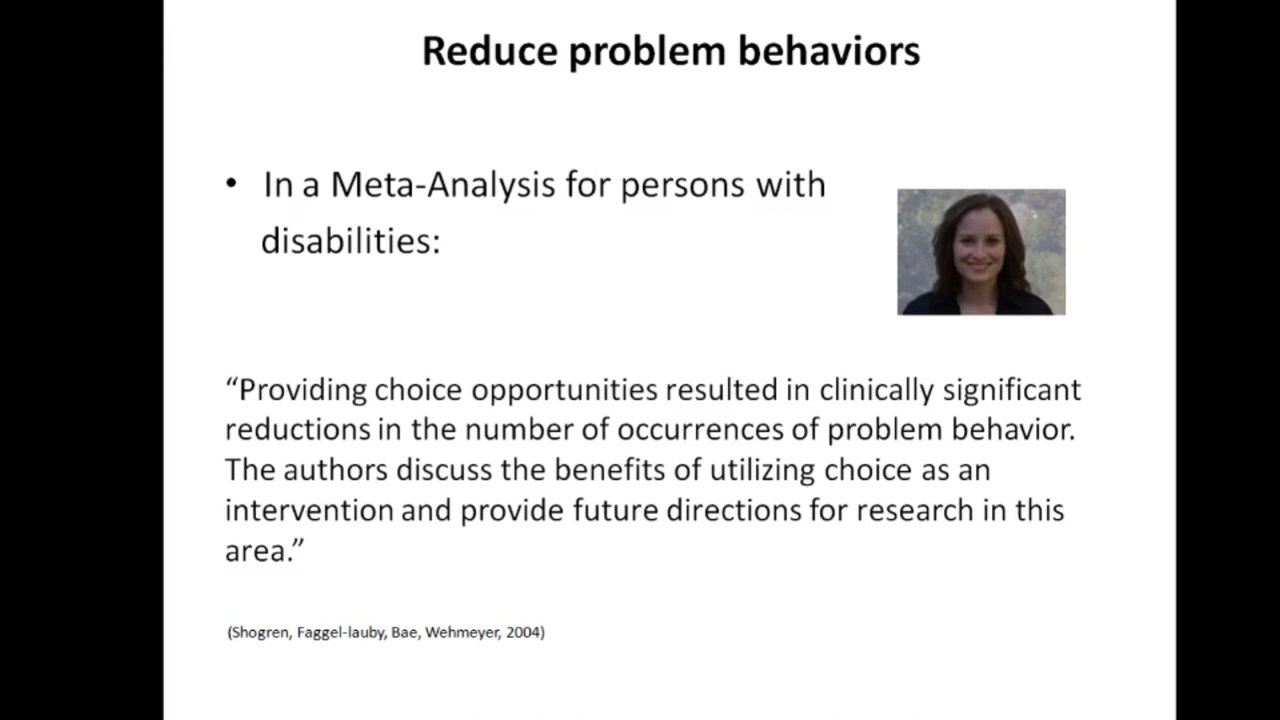 Reduce problem behaviors
• In a Meta-Analysis for persons with
disabilities:
“Providing choice opportunities resulted in clinically significant
reductions in the number of occurrences of problem behavior.
The authors discuss the benefits of utilizing choice as an
intervention and provide future directions for research in this
area.”
(Shogren, Faggel-lauby, Bae, Wehmeyer, 2004)